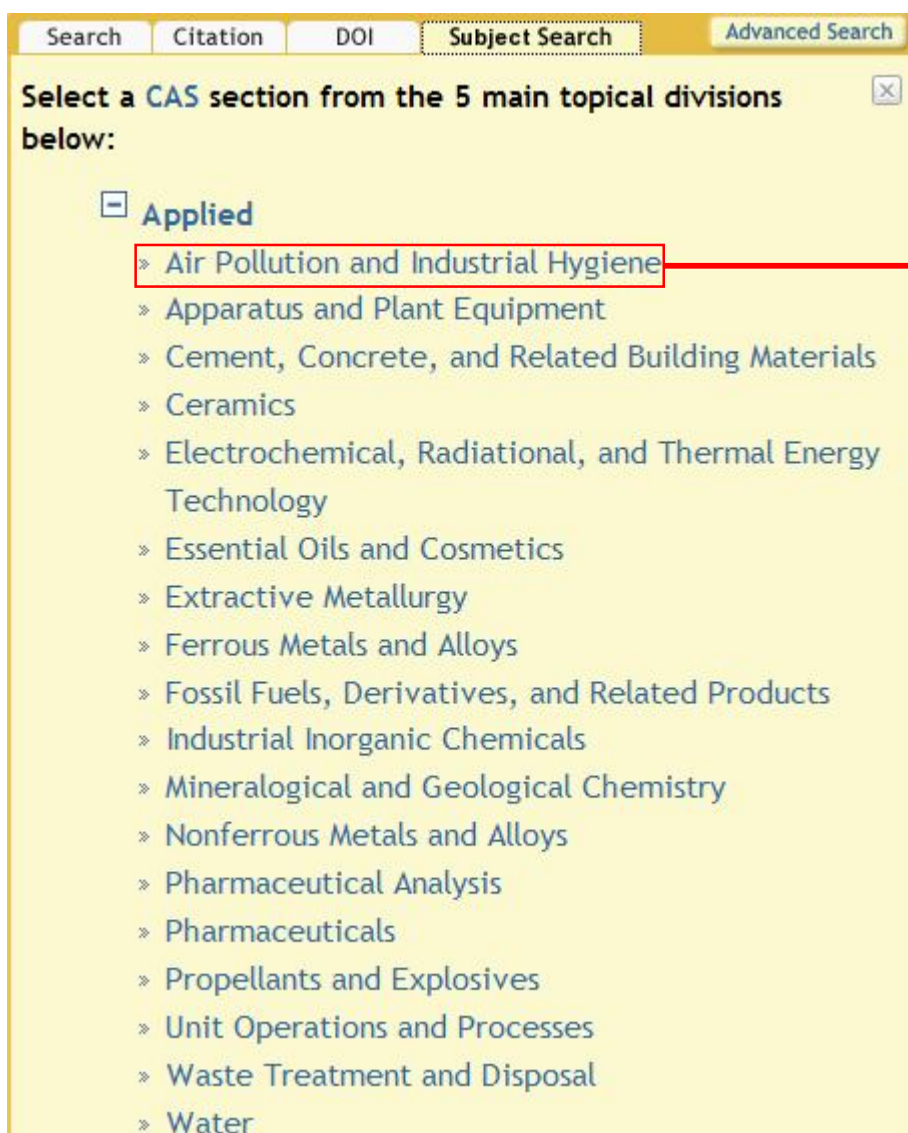 Search Citation DOI Subject Search Advanced Search
Select a CAS section from the 5 main topical divisions
below:
Applied
» Air Pollution and Industrial Hygiene
» Apparatus and Plant Equipment
» Cement, Concrete, and Related Building Materials
» Ceramics
» Electrochemical, Radiational, and Thermal Energy
Technology
» Essential Oils and Cosmetics
» Extractive Metallurgy
» Ferrous Metals and Alloys
» Fossil Fuels, Derivatives, and Related Products
» Industrial Inorganic Chemicals
» Mineralogical and Geological Chemistry
» Nonferrous Metals and Alloys
» Pharmaceutical Analysis
» Pharmaceuticals
» Propellants and Explosives
» Unit Operations and Processes
» Waste Treatment and Disposal
» Water